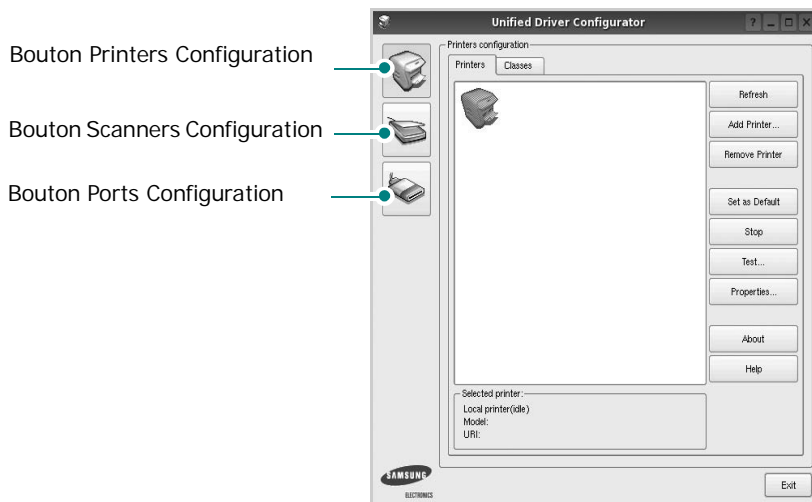 Unified Driver Configurator
?
Bouton Printers Configuration
Bouton Scanners Configuration
Bouton Ports Configuration
Printers configuration
Printers
Classes
Refresh
Add Printer...
Remove Printer
Set as Default
Stop
Test...
Properties...
About
Help
Selected printer:
Local printer(idle)
Model:
URI:
SAMSUNG
ELECTRONICS
Exit